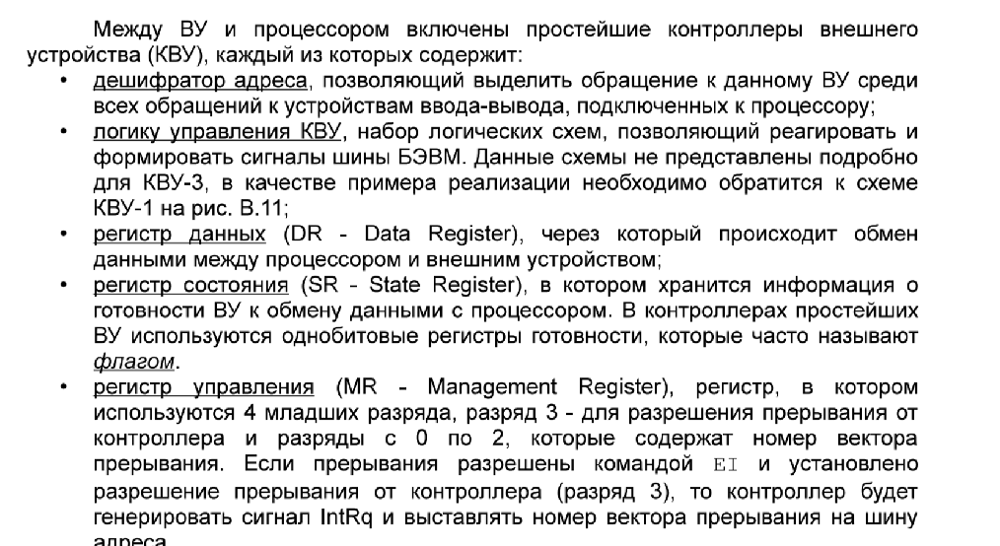 Между ВУ и процессором включены простейшие контроллеры внешнего
устройства (КВУ), каждый из которых содержит:
• дешифратор адреса, позволяющий выделить обращение к данному ВУ среди
всех обращений к устройствам ввода-вывода, подключенных к процессору;
• логику управления КВУ, набор логических схем, позволяющий реагировать и
формировать сигналы шины БЭВМ. Данные схемы не представлены подробно
для КВУ-3, в качестве примера реализации необходимо обратится к схеме
КВУ-1 на рис. В.11;
• регистр данных (DR - Data Register), через который происходит обмен
данными между процессором и внешним устройством;
• регистр состояния (SR - State Register), в котором хранится информация о
готовности ВУ к обмену данными с процессором. В контроллерах простейших
ВУ используются однобитовые регистры готовности, которые часто называют
флагом.
• регистр управления (MR - Management Register), регистр, в котором
используются 4 младших разряда, разряд 3 - для разрешения прерывания от
контроллера и разряды с 0 по 2, которые содержат номер вектора
прерывания. Если прерывания разрешены командой EI и установлено
разрешение прерывания от контроллера (разряд 3), то контроллер будет
генерировать сигнал IntRq и выставлять номер вектора прерывания на шину
адреса.